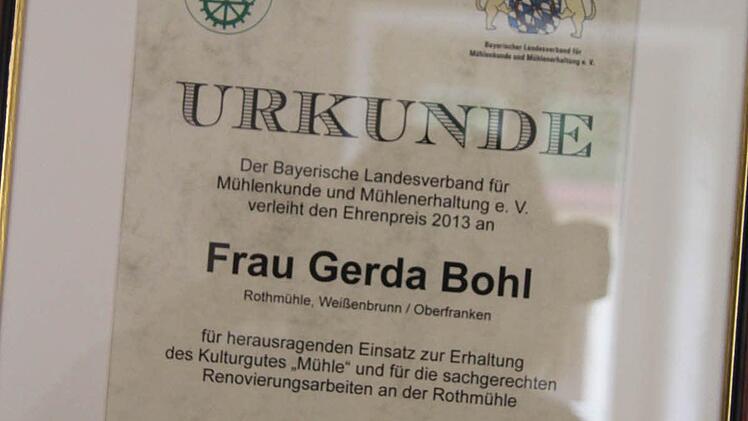 Bayerischer Landesverband für
Mühlenkunde und Mühlenerhaltung e. V.
URKUNDE
Der Bayerische Landesverband für
Mühlenkunde und Mühlenerhaltung e. V.
verleiht den Ehrenpreis 2013 an
Frau Gerda Bohl
Rothmühle, Weißenbrunn / Oberfranken
für herausragenden Einsatz zur Erhaltung
des Kulturgutes „Mühle“ und für die sachgerechten
Renovierungsarbeiten an der Rothmühle